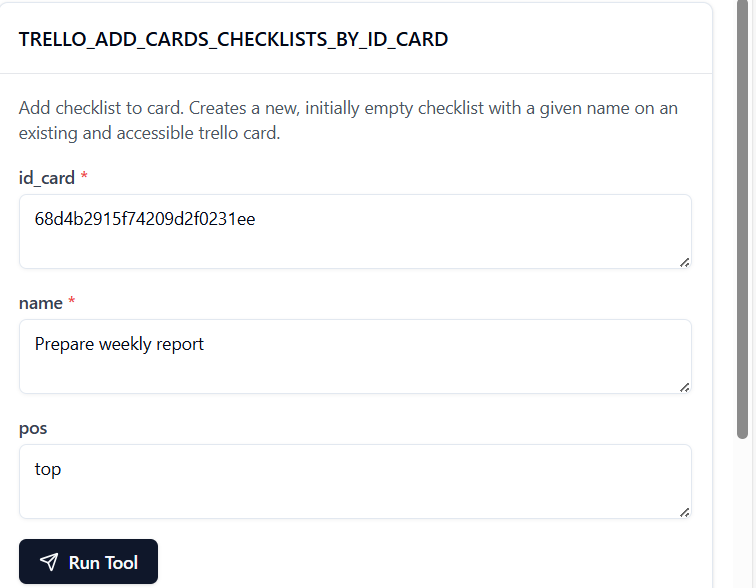 TRELLO_ADD_CARDS_CHECKLISTS_BY_ID_CARD
Add checklist to card. Creates a new, initially empty checklist with a given name on an
existing and accessible trello card.
id_card *
68d4b2915f74209d2f0231ee
name *
Prepare weekly report
pos
top
Run Tool